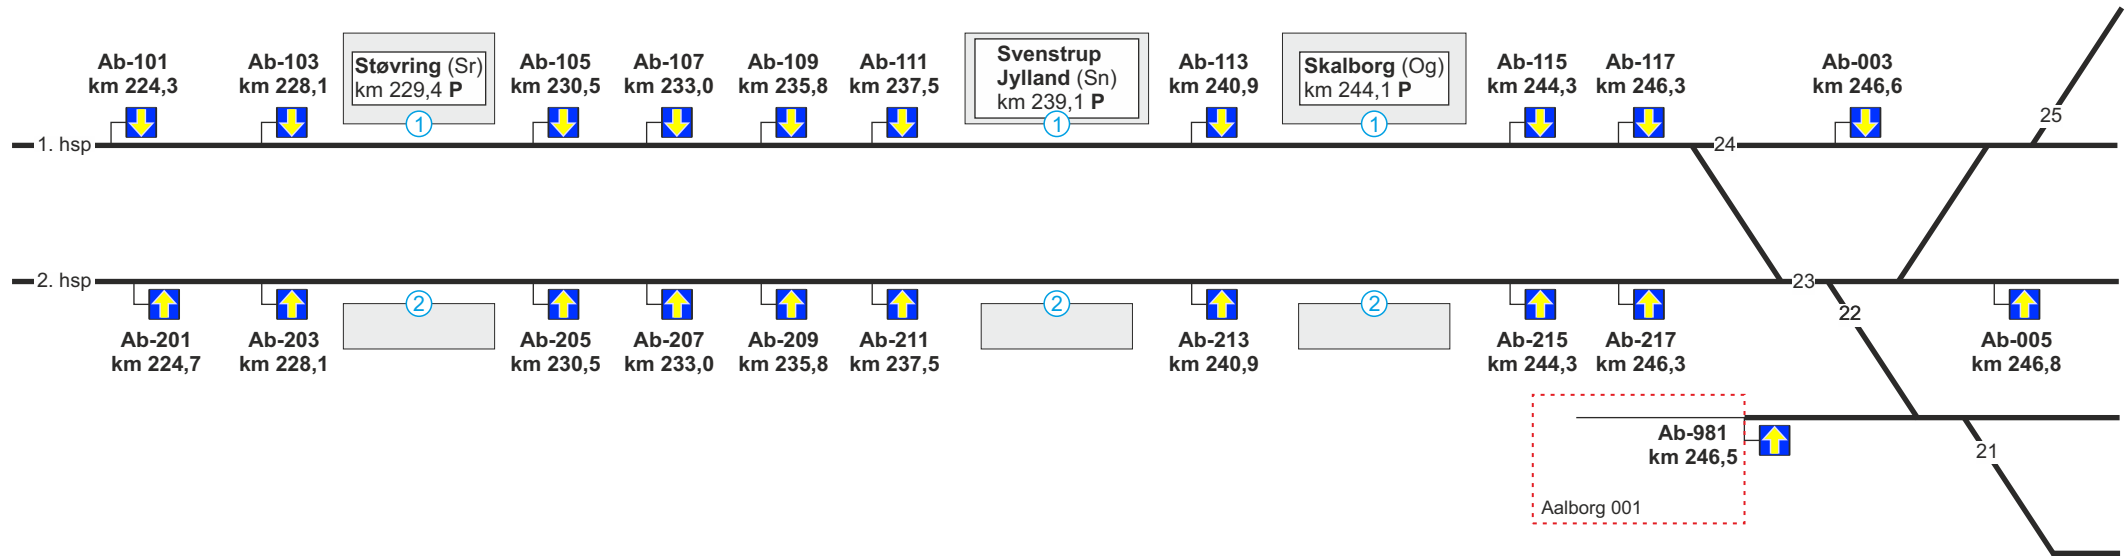 Ab-101
km 224,3
Ab-103
km 228,1
Støvring (Sr)
km 229,4 P
1
Ab-105
km 230,5
Ab-107
km 233,0
Ab-109
km 235,8
Ab-111
km 237,5
Svenstrup
Jylland (Sn)
km 239,1 P
1
Ab-113
km 240,9
Skalborg (Og)
km 244,1 P
1
Ab-115
km 244,3
Ab-117
km 246,3
Ab-003
km 246,6
25
1. hsp
24
2. hsp
23
2
2
2
22
Ab-201
km 224,7
Ab-203
km 228,1
Ab-205
km 230,5
Ab-207
km 233,0
Ab-209
km 235,8
Ab-211
km 237,5
Ab-213
km 240,9
Ab-215
km 244,3
Ab-217
km 246,3
Ab-005
km 246,8
Ab-981
km 246,5
21
Aalborg 001